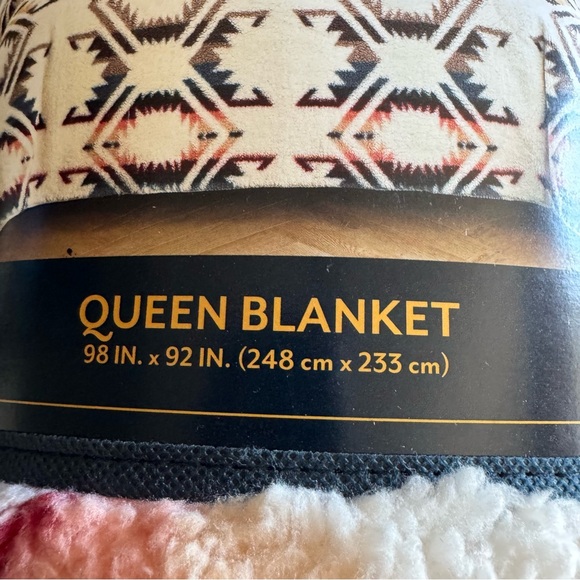 QUEEN BLANKET
98 IN. x 92 IN. (248 cm x 233 cm)